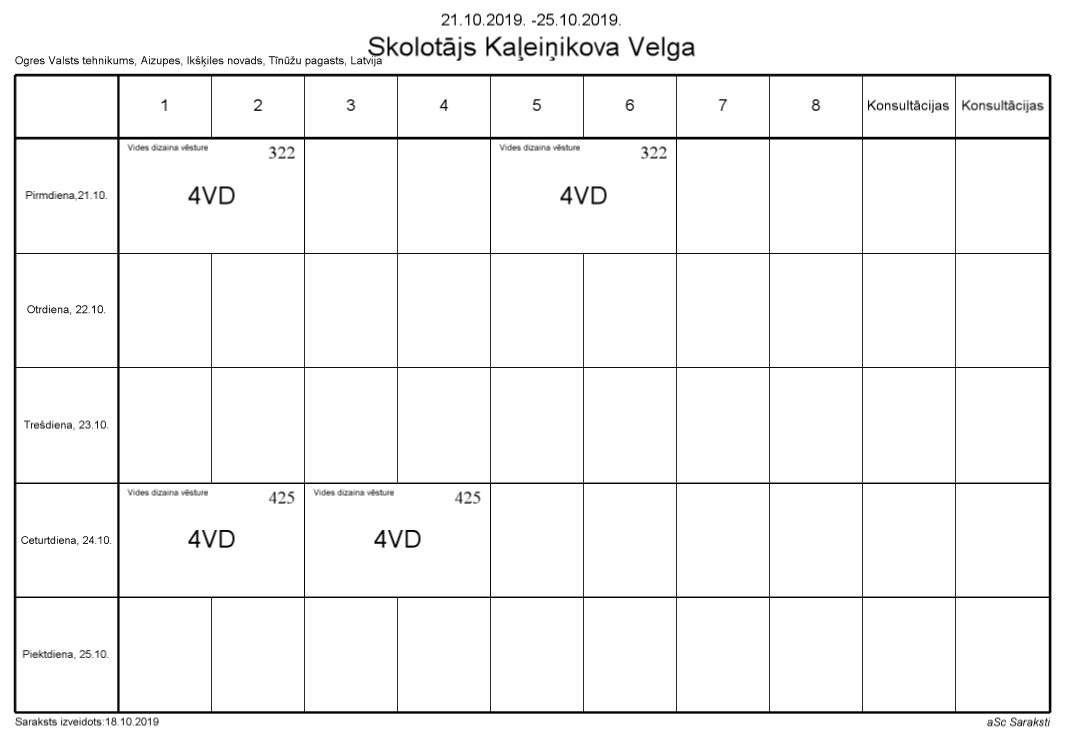 21.10.2019. -25.10.2019.
Skolotājs Kaļeiņikova Velga
Ogres Valsts tehnikums, Aizupes, Ikšķiles novads, Tīnūžu pagasts, Latvija
1 2 3 4 5 6 7 8 Konsultācijas Konsultācijas
Vides dizaina vēsture 322 Vides dizaina vēsture 322
Pirmdiena,21.10. 4VD 4VD
Otrdiena, 22.10.
Trešdiena, 23.10.
Vides dizaina vēsture 425 Vides dizaina vēsture 425
Ceturtdiena, 24.10. 4VD 4VD
Piektdiena, 25.10.
Saraksts izveidots:18.10.2019 aSc Saraksti